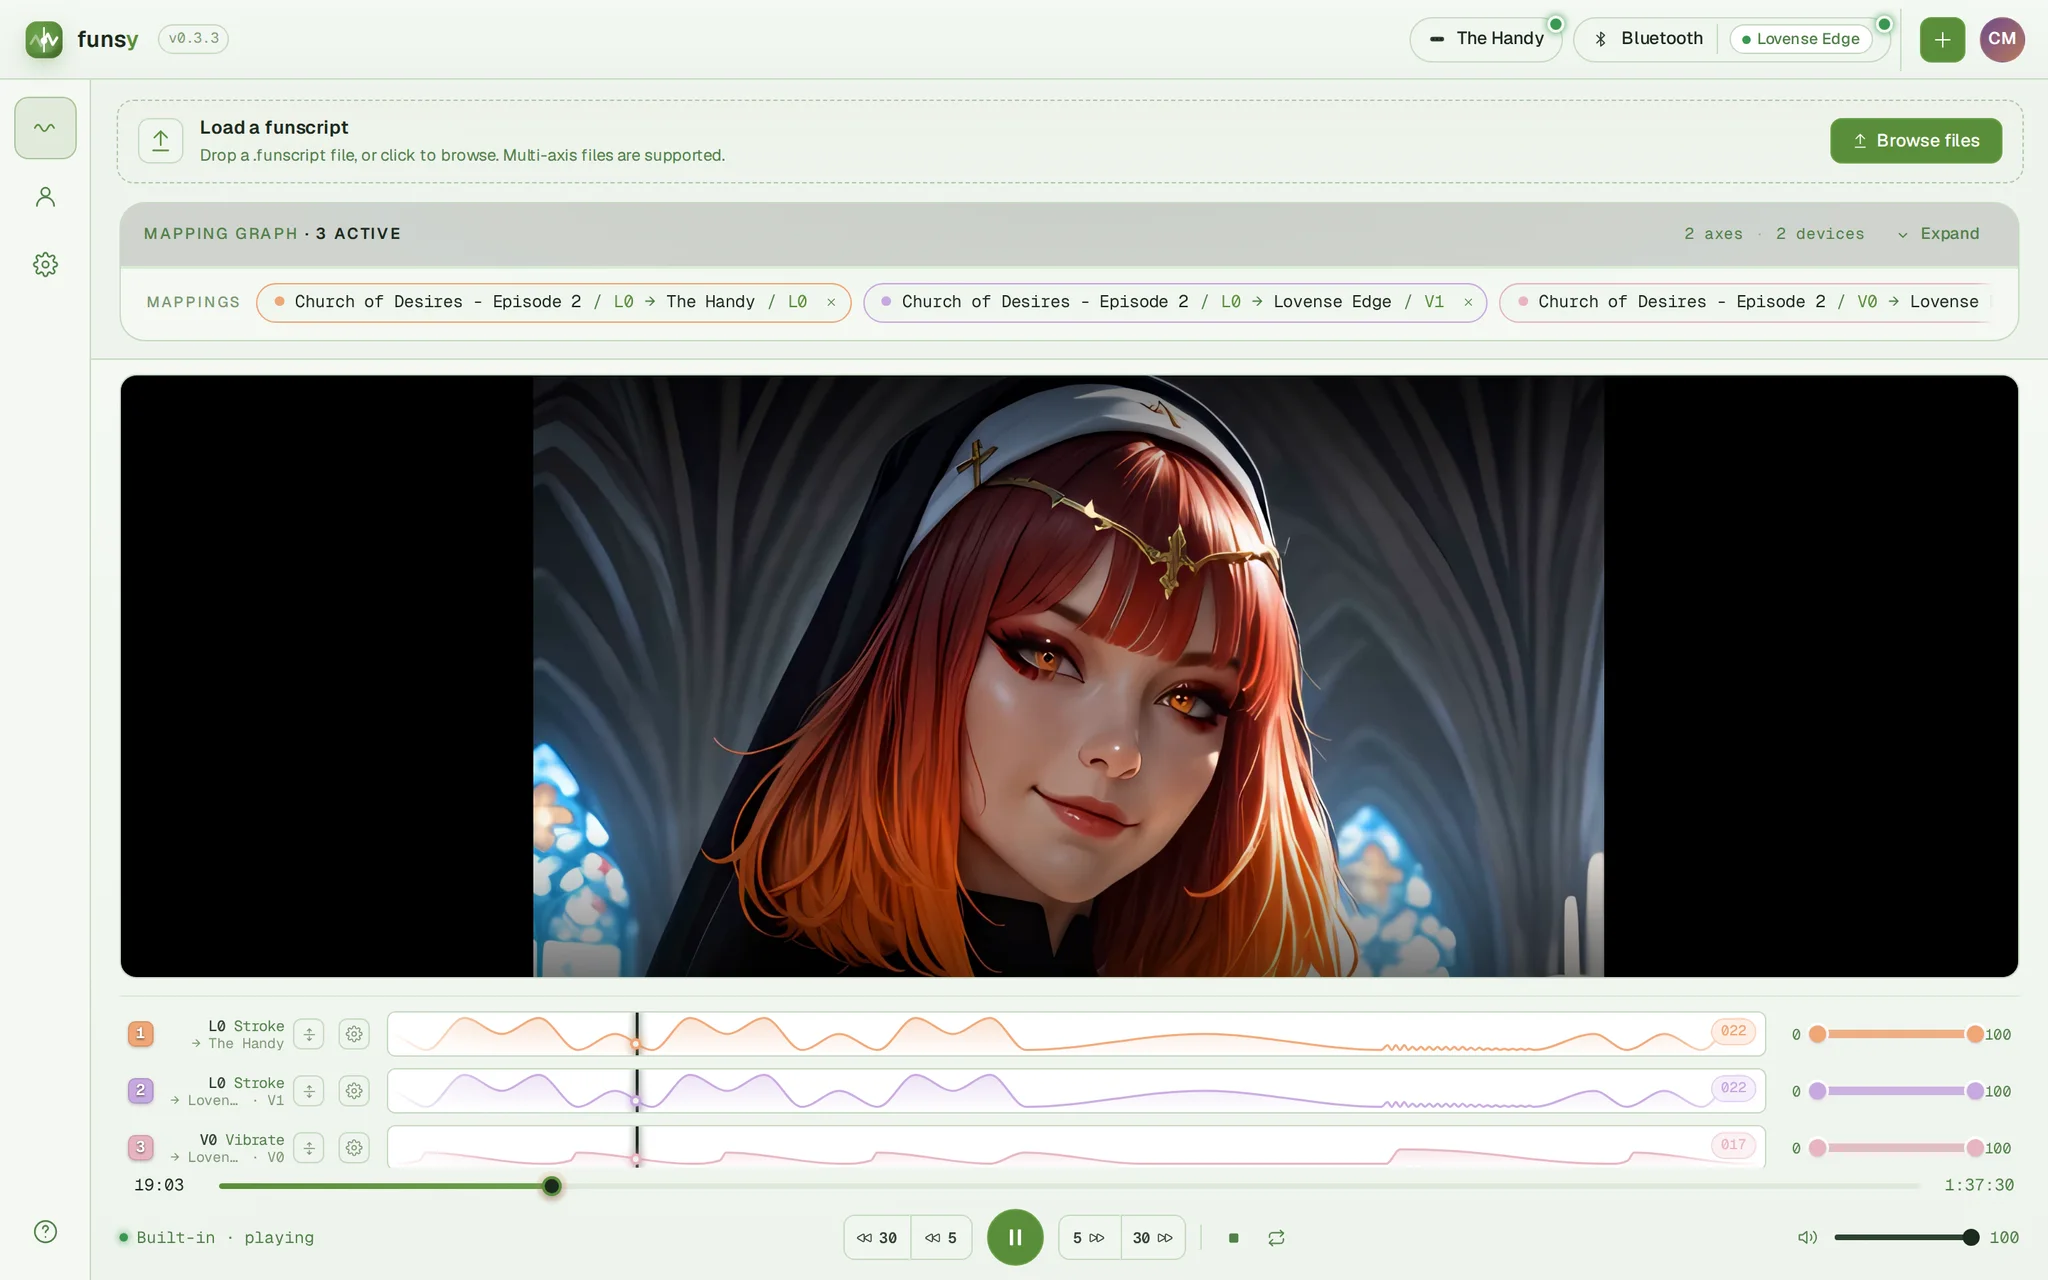 funsy v0.3.3 The Handy Bluetooth Lovense Edge + CM
Load a funscript
Drop a .funscript file, or click to browse. Multi-axis files are supported.
Browse files
MAPPING GRAPH · 3 ACTIVE 2 axes · 2 devices Expand
MAPPINGS Church of Desires - Episode 2 / L0 → The Handy / L0 × Church of Desires - Episode 2 / L0 → Lovense Edge / V1 × Church of Desires - Episode 2 / V0 → Lovense
1 L0 Stroke 022 0 100
→ The Handy
2 L0 Stroke 022 0 100
→ Loven… · V1
3 V0 Vibrate 017 0 100
→ Loven… · V0
19:03 1:37:30
Built-in · playing 30 5 5 30 100